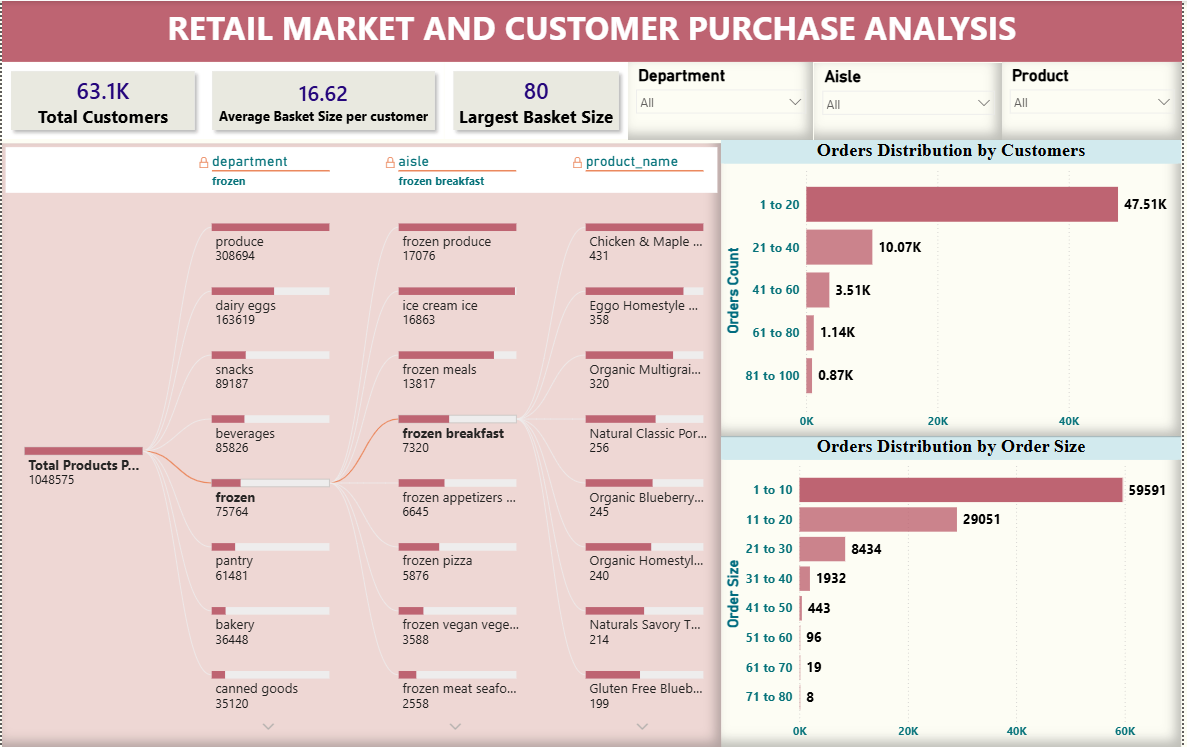 RETAIL MARKET AND CUSTOMER PURCHASE ANALYSIS
63.1K
Total Customers
16.62
Average Basket Size per customer
80
Largest Basket Size
Department
All
Aisle
All
Product
All
department
frozen
aisle
frozen breakfast
product_name
Total Products P...
1048575
produce
308694
dairy eggs
163619
snacks
89187
beverages
85826
frozen
75764
pantry
61481
bakery
36448
canned goods
35120
frozen produce
17076
ice cream ice
16863
frozen meals
13817
frozen breakfast
7320
frozen appetizers ...
6645
frozen pizza
5876
frozen vegan vege...
3588
frozen meat seafo...
2558
Chicken & Maple ...
431
Eggo Homestyle ...
358
Organic Multigrai...
320
Natural Classic Por...
256
Organic Blueberry...
245
Organic Homestyl...
240
Naturals Savory T...
214
Gluten Free Blueb...
199
Orders Distribution by Customers
Orders Count
1 to 20 47.51K
21 to 40 10.07K
41 to 60 3.51K
61 to 80 1.14K
81 to 100 0.87K
0K 20K 40K
Orders Distribution by Order Size
Order Size
1 to 10 59591
11 to 20 29051
21 to 30 8434
31 to 40 1932
41 to 50 443
51 to 60 96
61 to 70 19
71 to 80 8
0K 20K 40K 60K